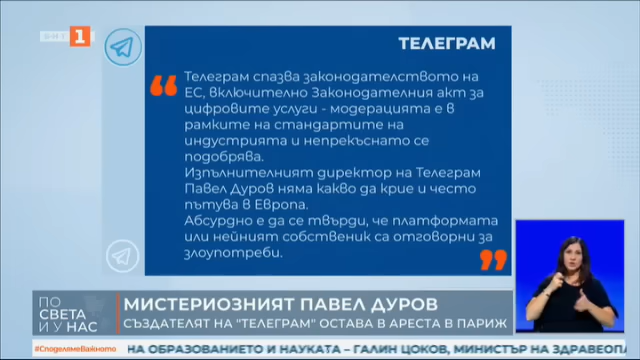 БНТ 1
ТЕЛЕГРАМ
Телеграм спазва законодателството на
ЕС, включително Законодателния акт за
цифровите услуги - модерацията е в
рамките на стандартите на
индустрията и непрекъснато се
подобрява.
Изпълнителният директор на Телеграм
Павел Дуров няма какво да крие и често
пътува в Европа.
Абсурдно е да се твърди, че платформата
или нейният собственик са отговорни за
злоупотреби.
ПО
СВЕТА
И У НАС
МИСТЕРИОЗНИЯТ ПАВЕЛ ДУРОВ
СЪЗДАТЕЛЯТ НА "ТЕЛЕГРАМ" ОСТАВА В АРЕСТА В ПАРИЖ
#СподелямеВажното
НА ОБРАЗОВАНИЕТО И НАУКАТА – ГАЛИН ЦОКОВ, МИНИСТЪР НА ЗДРАВЕОПА